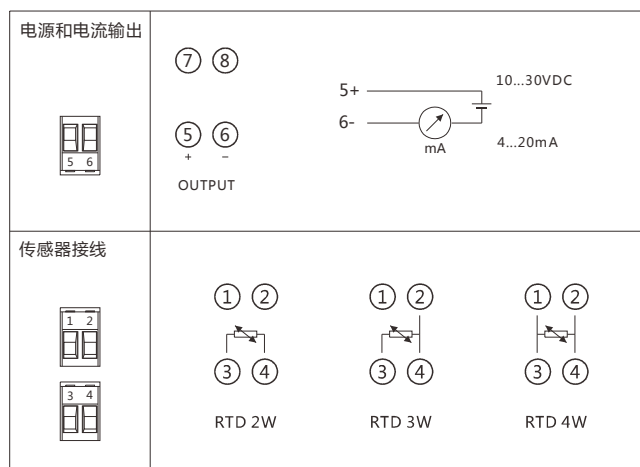 电源和电流输出
5 6
⑦ ⑧
⑤ ⑥
+ −
OUTPUT
5+
6-
mA
10...30VDC
4...20mA
传感器接线
1 2
3 4
① ②
③ ④
RTD 2W
① ②
③ ④
RTD 3W
① ②
③ ④
RTD 4W